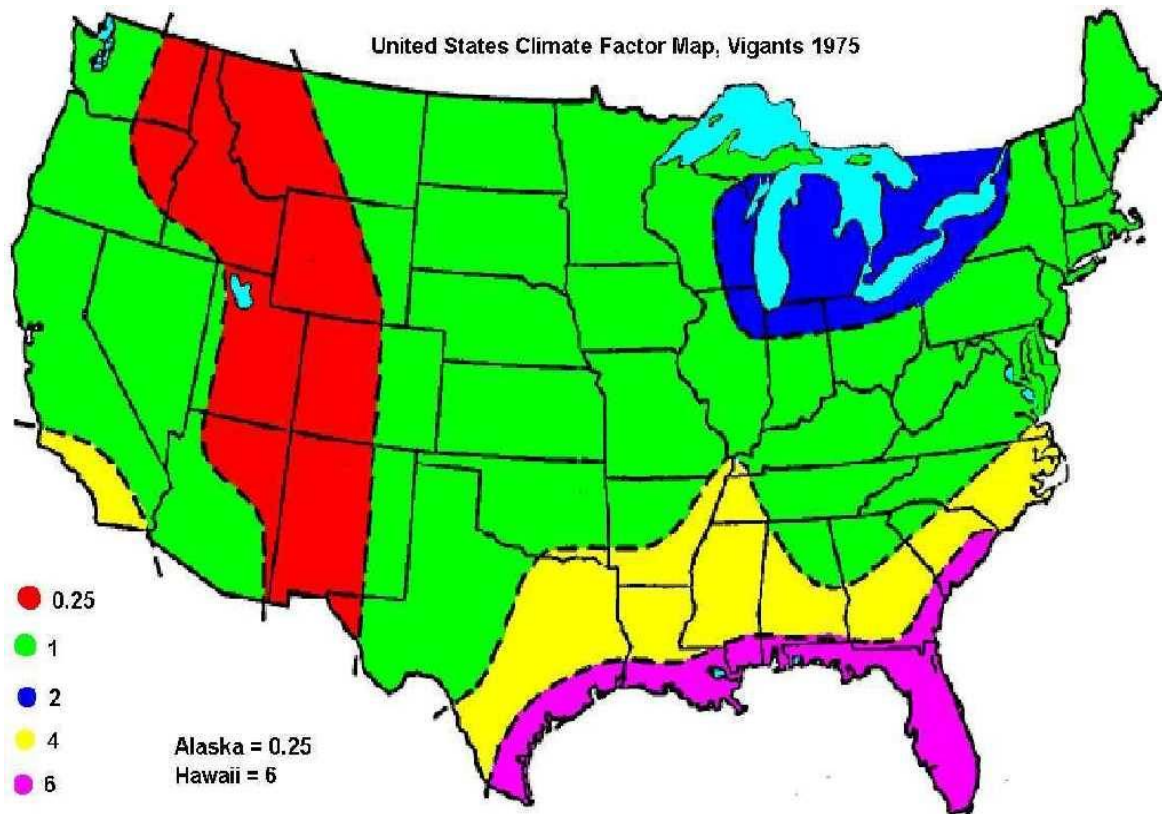 United States Climate Factor Map, Vigants 1975
0.25
1
2
4
6
Alaska = 0.25
Hawaii = 6